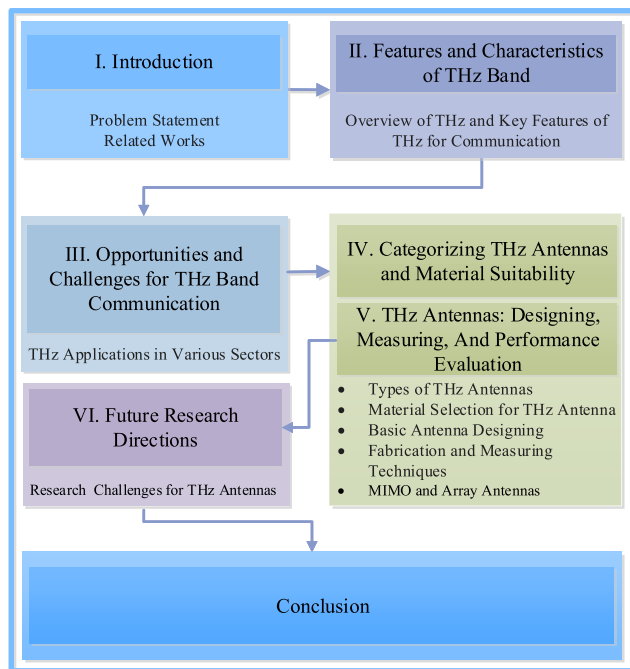 I. Introduction
Problem Statement
Related Works
II. Features and Characteristics
of THz Band
Overview of THz and Key Features of
THz for Communication
III. Opportunities and
Challenges for THz Band
Communication
THz Applications in Various Sectors
IV. Categorizing THz Antennas
and Material Suitability
V. THz Antennas: Designing,
Measuring, And Performance
Evaluation
• Types of THz Antennas
• Material Selection for THz Antenna
• Basic Antenna Designing
• Fabrication and Measuring
Techniques
• MIMO and Array Antennas
VI. Future Research
Directions
Research Challenges for THz Antennas
Conclusion